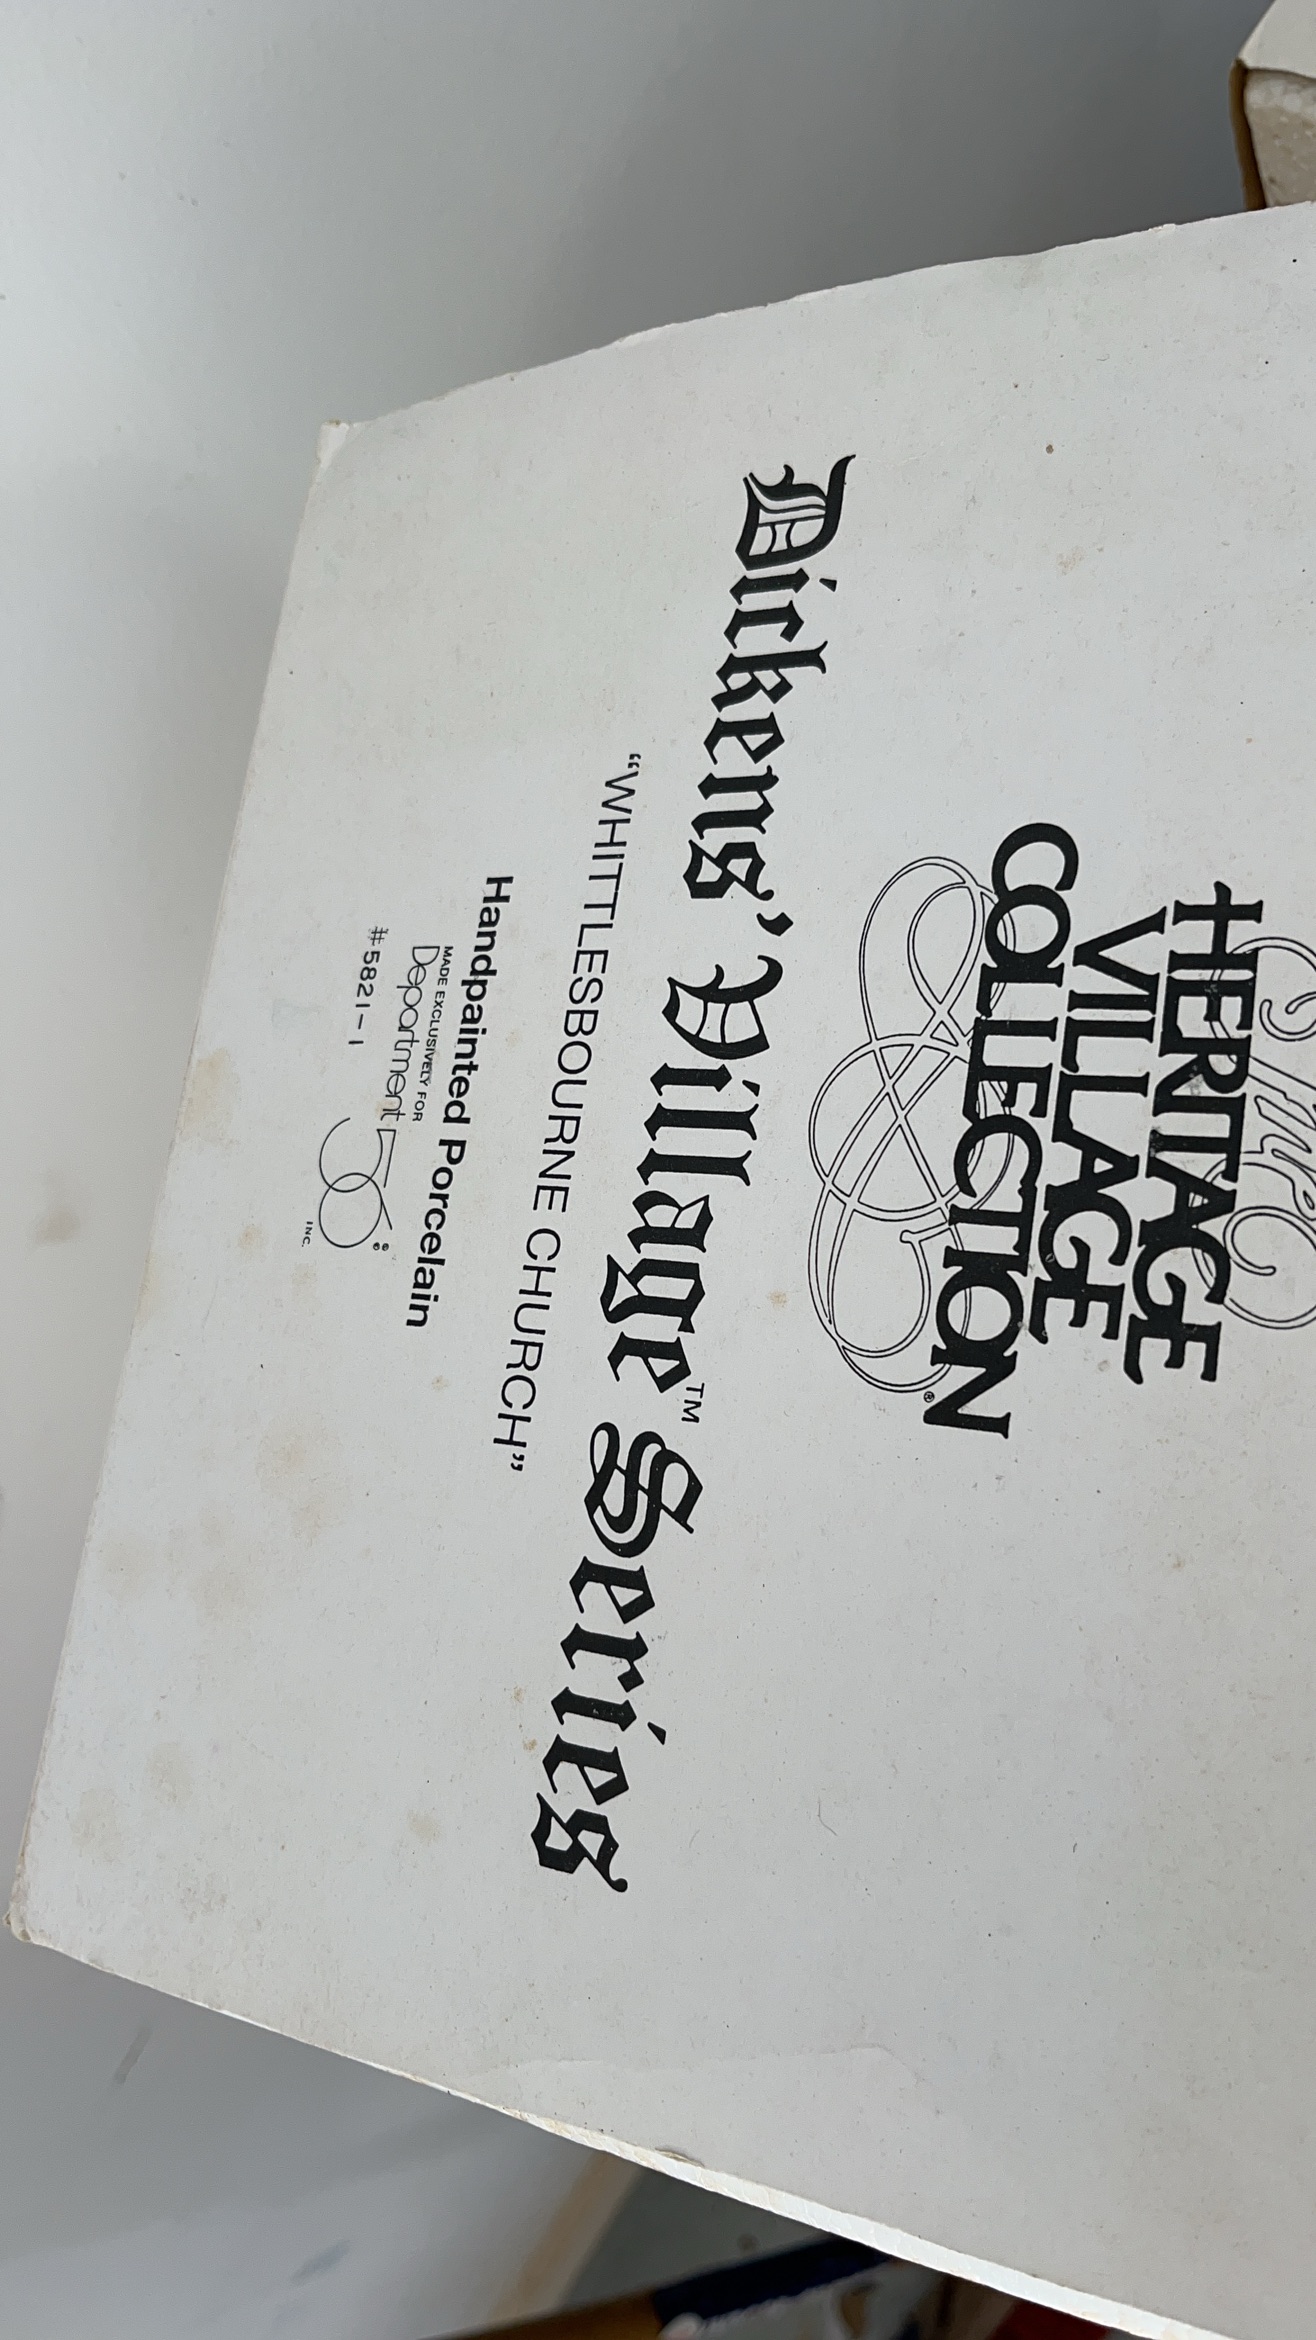 The
HERITAGE
VILLAGE
COLLECTION®
Dickens' Village™ Series
“WHITTLESBOURNE CHURCH”
Handpainted Porcelain
MADE EXCLUSIVELY FOR
Department 56® INC.
#5821-1